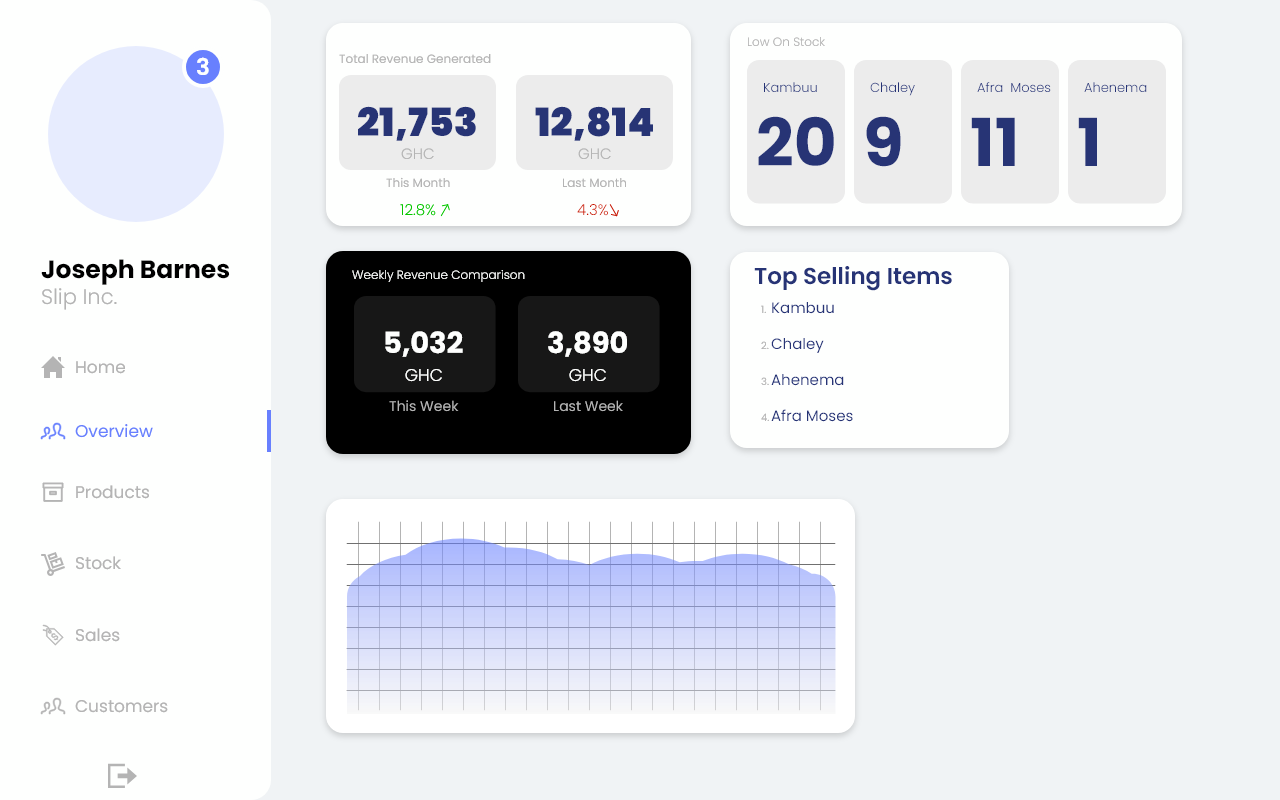 3
Joseph Barnes
Slip Inc.
Home
Overview
Products
Stock
Sales
Customers
Total Revenue Generated
21,753
GHC
This Month
12.8%
12,814
GHC
Last Month
4.3%
Low On Stock
Kambuu
20
Chaley
9
Afra Moses
11
Ahenema
1
Weekly Revenue Comparison
5,032
GHC
This Week
3,890
GHC
Last Week
Top Selling Items
1. Kambuu
2. Chaley
3. Ahenema
4. Afra Moses